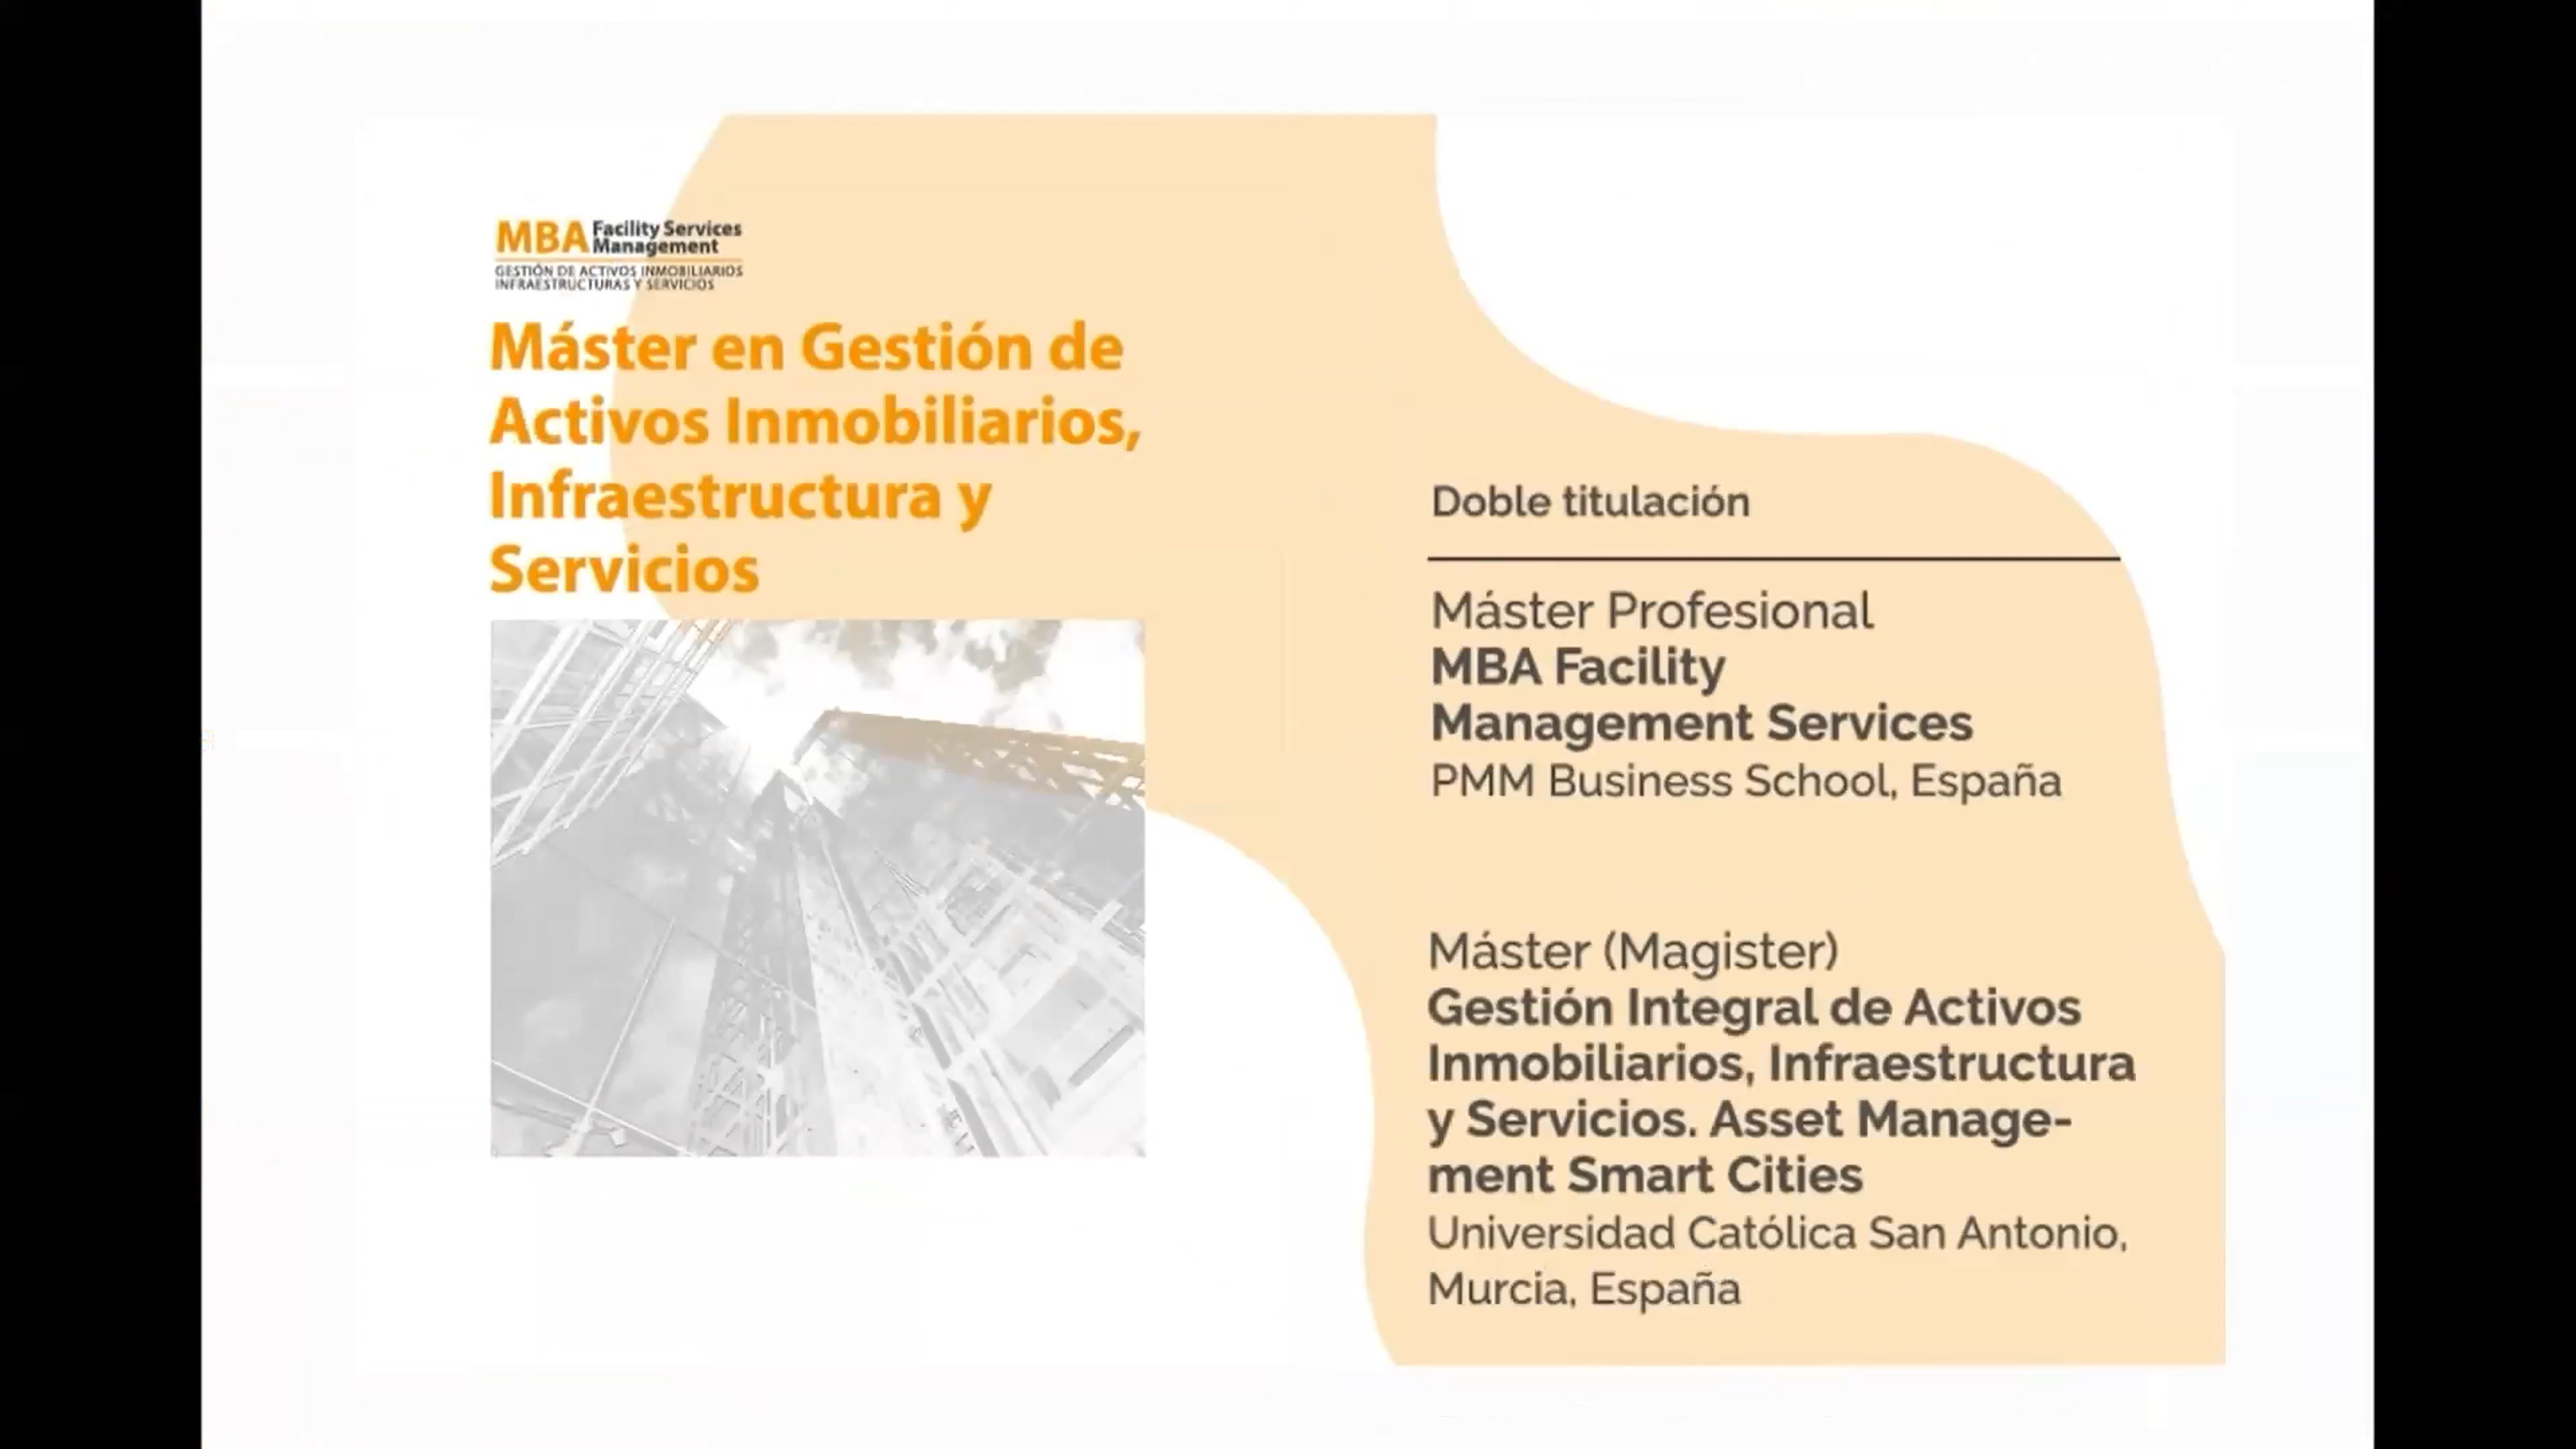 MBA Facility Services
Management
GESTIÓN DE ACTIVOS INMOBILIARIOS
INFRAESTRUCTURAS Y SERVICIOS
Máster en Gestión de
Activos Inmobiliarios,
Infraestructura y
Servicios
Doble titulación
Máster Profesional
MBA Facility
Management Services
PMM Business School, España
Máster (Magister)
Gestión Integral de Activos
Inmobiliarios, Infraestructura
y Servicios. Asset Manage-
ment Smart Cities
Universidad Católica San Antonio,
Murcia, España